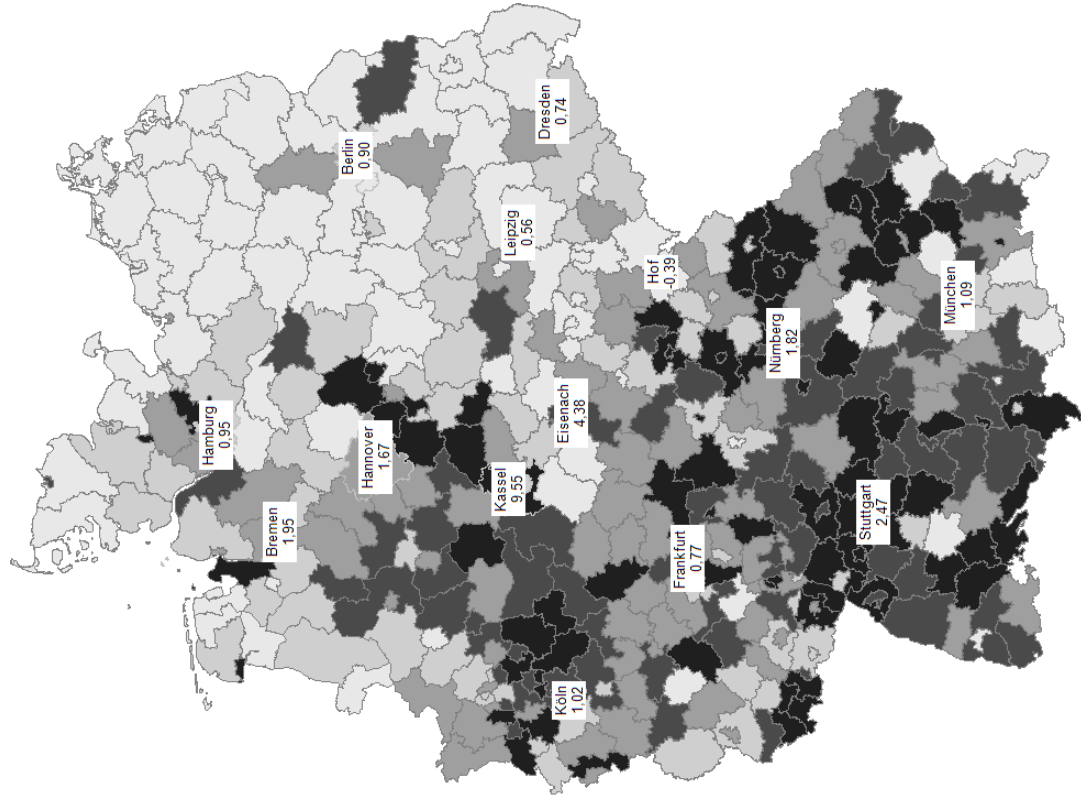 Hamburg
0,95
Bremen
1,95
Hannover
1,67
Berlin
0,90
Kassel
9,55
Leipzig
0,56
Dresden
0,74
Eisenach
4,38
Köln
1,02
Hof
-0,39
Frankfurt
0,77
Nürnberg
1,82
Stuttgart
2,47
München
1,09